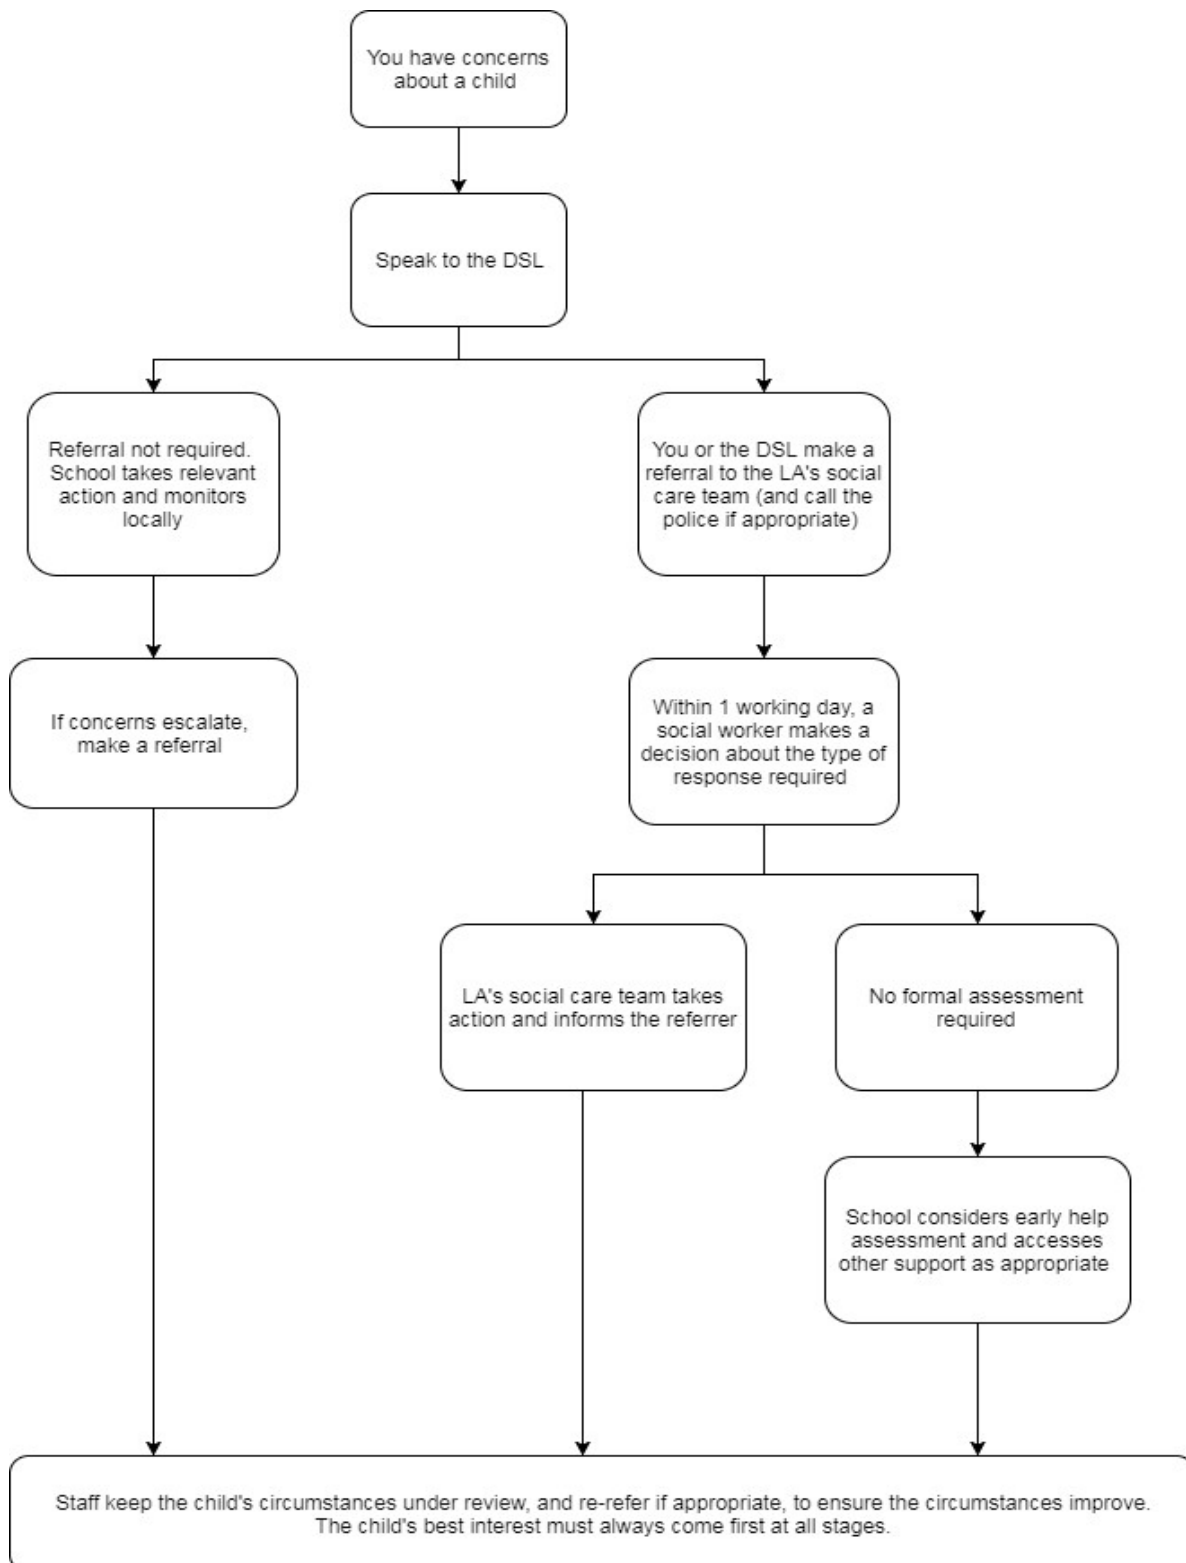 You have concerns
about a child
Speak to the DSL
Referral not required.
School takes relevant
action and monitors
locally
You or the DSL make a
referral to the LA's social
care team (and call the
police if appropriate)
If concerns escalate,
make a referral
Within 1 working day, a
social worker makes a
decision about the type of
response required
LA's social care team takes
action and informs the referrer
No formal assessment
required
School considers early help
assessment and accesses
other support as appropriate
Staff keep the child's circumstances under review, and re-refer if appropriate, to ensure the circumstances improve.
The child's best interest must always come first at all stages.